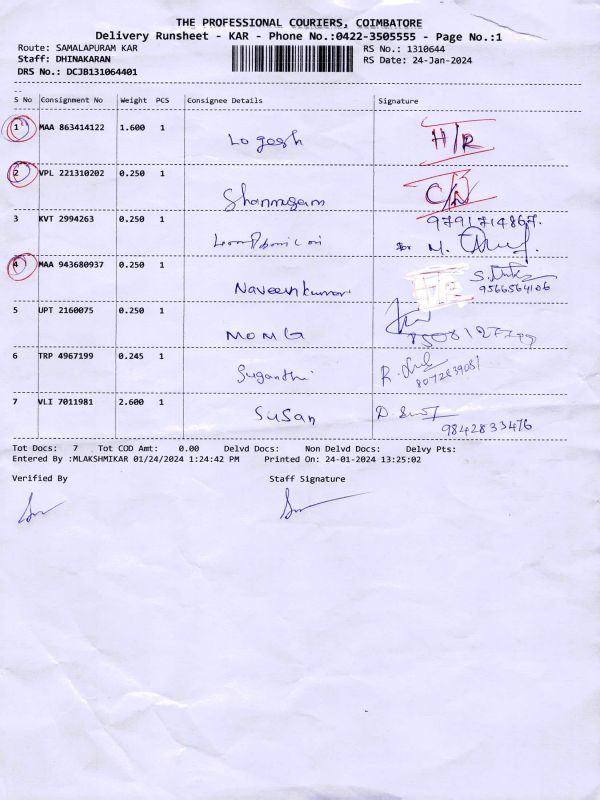 THE PROFESSIONAL COURIERS, COIMBATORE
Delivery Runsheet - KAR - Phone No.:0422-3505555 - Page No.:1
Route: SAMALAPURAM KAR RS No.: 1310644
Staff: DHINAKARAN RS Date: 24-Jan-2024
DRS No.: DCJB131064401
S No Consignment No Weight PCS Consignee Details Signature
1 MAA 863414122 1.600 1 Logesh H/R
2 VPL 221310202 0.250 1 Shanmugam C/N
9791714867.
3 KVT 2994263 0.250 1 for M.
4 MAA 943680937 0.250 1 Naveenkumar H/R
9566564106
5 UPT 2160075 0.250 1 MOMG
6 TRP 4967199 0.245 1 Suganthi R.
8072839081
7 VLI 7011981 2.600 1 Susan D.
9842833476
Tot Docs: 7 Tot COD Amt: 0.00 Delvd Docs: Non Delvd Docs: Delvy Pts:
Entered By :MLAKSHMIKAR 01/24/2024 1:24:42 PM Printed On: 24-01-2024 13:25:02
Verified By Staff Signature